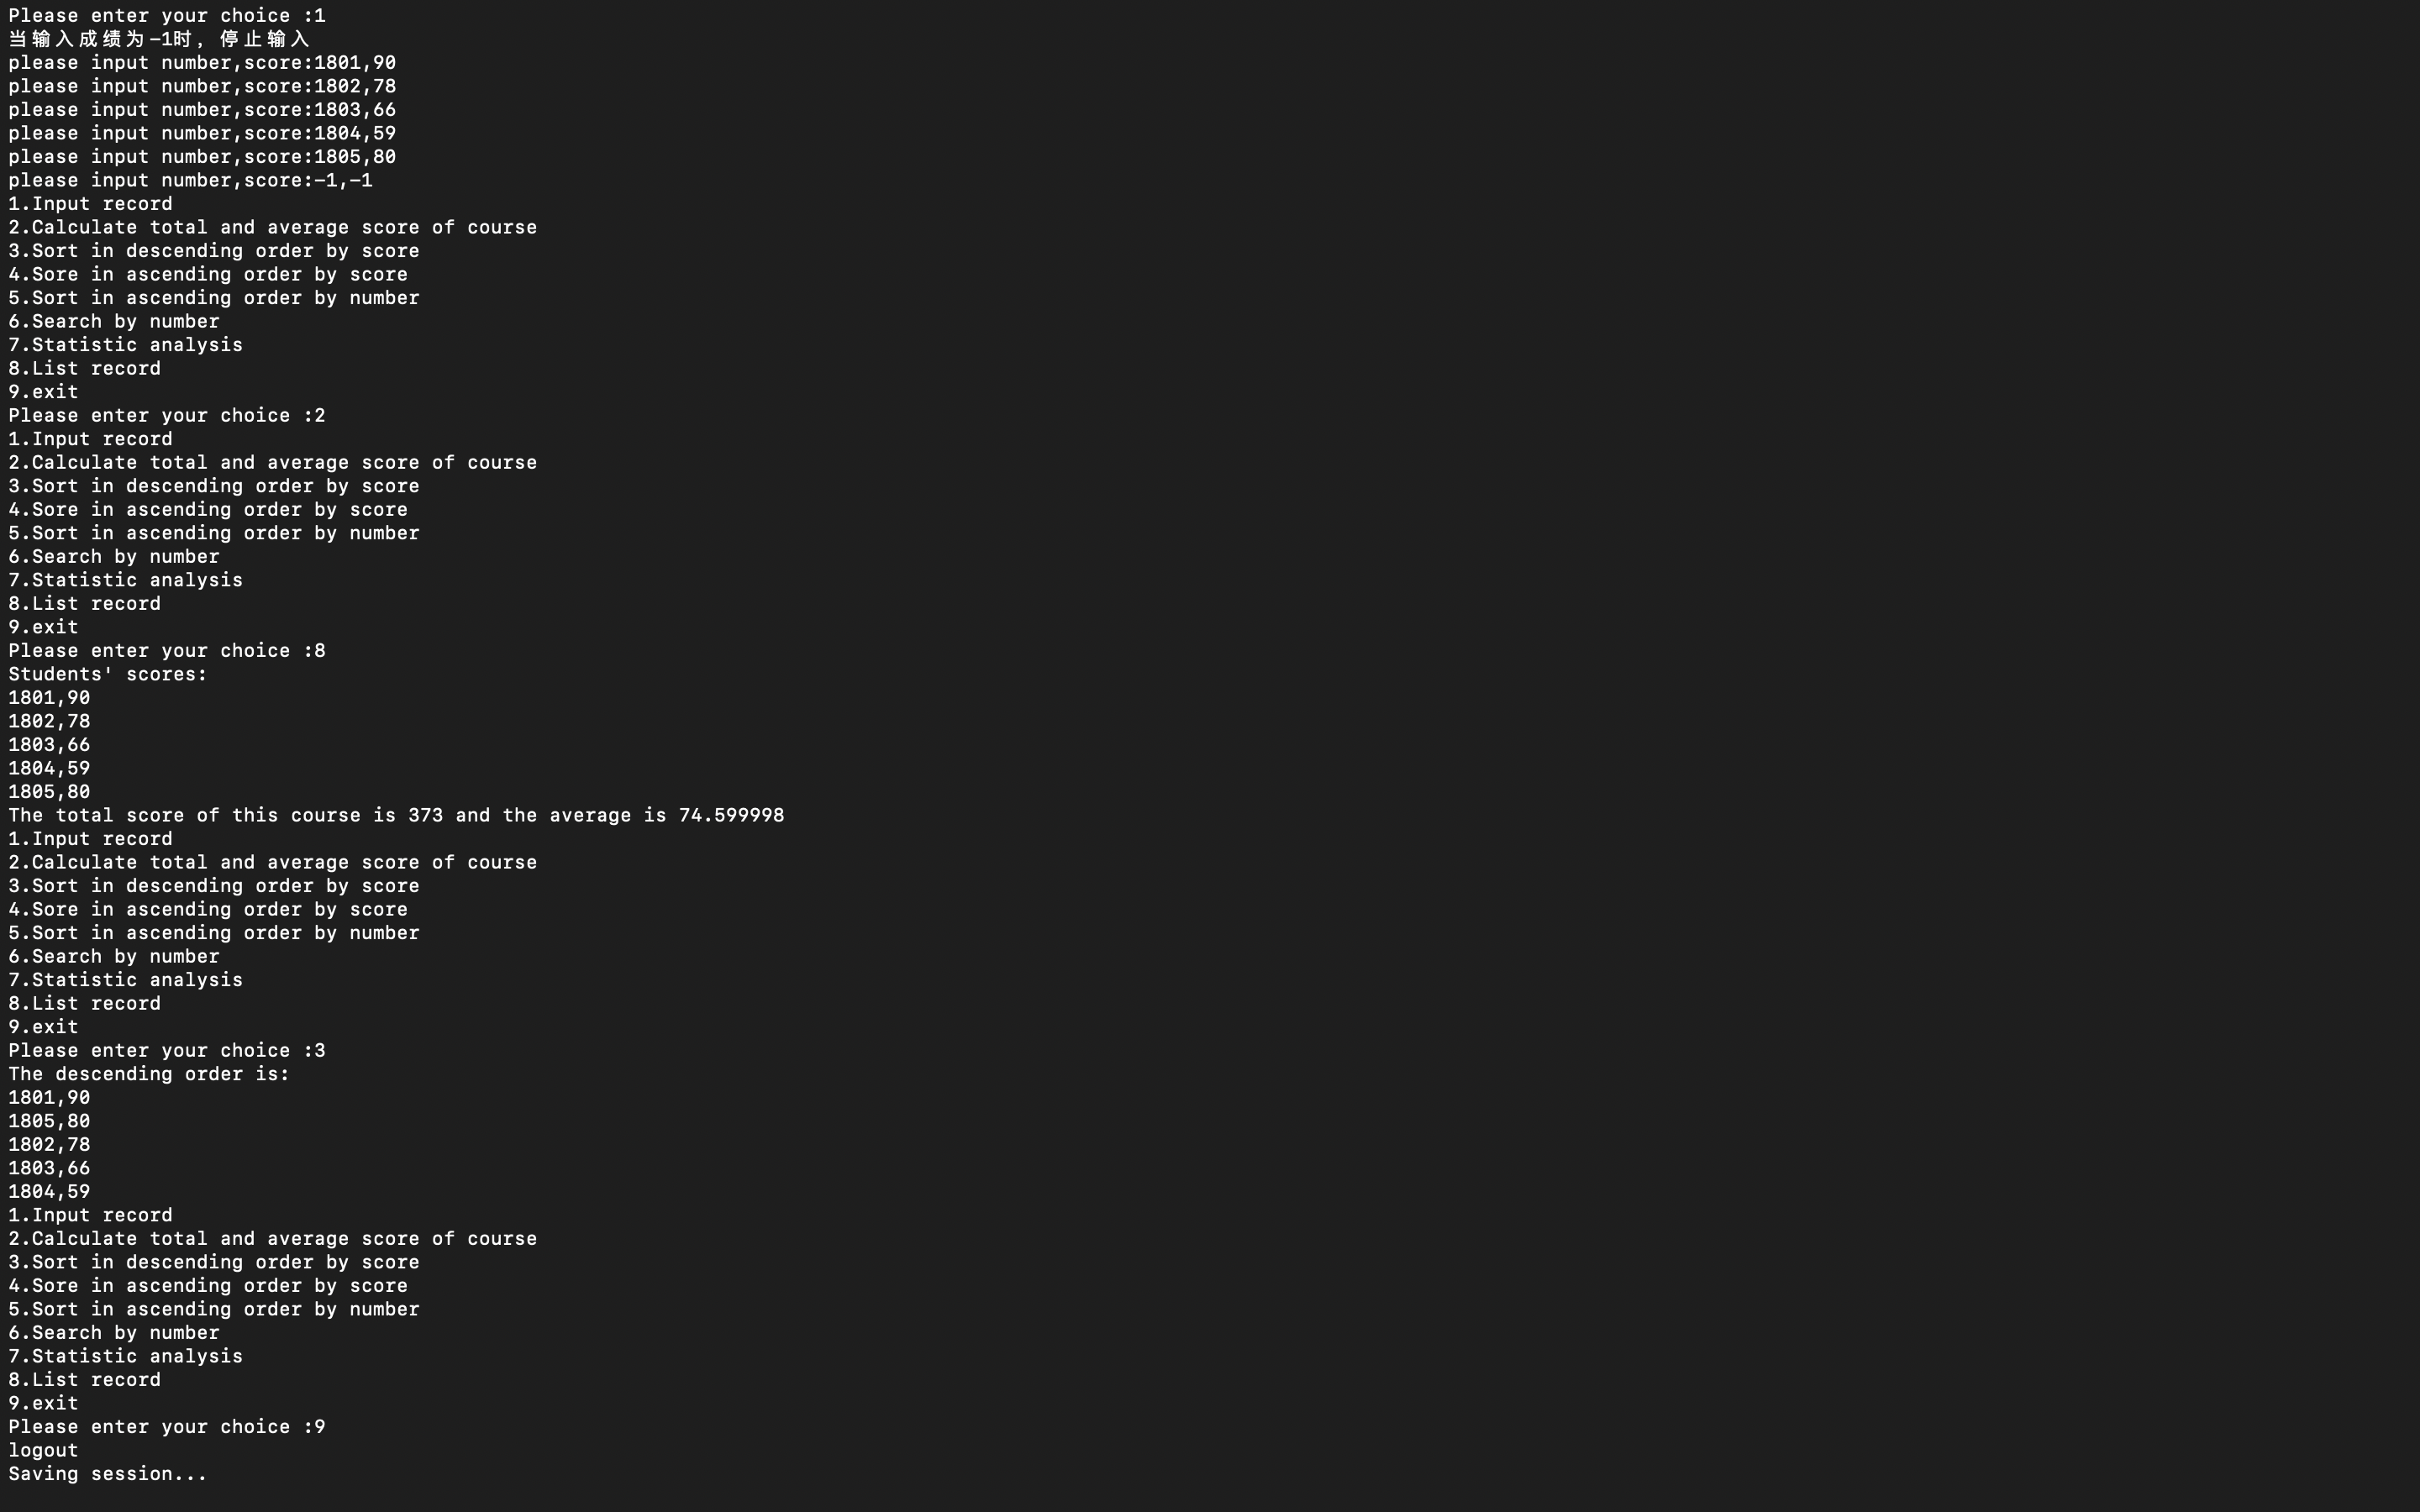 Please enter your choice :1
当输入成绩为-1时，停止输入
please input number,score:1801,90
please input number,score:1802,78
please input number,score:1803,66
please input number,score:1804,59
please input number,score:1805,80
please input number,score:-1,-1
1.Input record
2.Calculate total and average score of course
3.Sort in descending order by score
4.Sore in ascending order by score
5.Sort in ascending order by number
6.Search by number
7.Statistic analysis
8.List record
9.exit
Please enter your choice :2
1.Input record
2.Calculate total and average score of course
3.Sort in descending order by score
4.Sore in ascending order by score
5.Sort in ascending order by number
6.Search by number
7.Statistic analysis
8.List record
9.exit
Please enter your choice :8
Students' scores:
1801,90
1802,78
1803,66
1804,59
1805,80
The total score of this course is 373 and the average is 74.599998
1.Input record
2.Calculate total and average score of course
3.Sort in descending order by score
4.Sore in ascending order by score
5.Sort in ascending order by number
6.Search by number
7.Statistic analysis
8.List record
9.exit
Please enter your choice :3
The descending order is:
1801,90
1805,80
1802,78
1803,66
1804,59
1.Input record
2.Calculate total and average score of course
3.Sort in descending order by score
4.Sore in ascending order by score
5.Sort in ascending order by number
6.Search by number
7.Statistic analysis
8.List record
9.exit
Please enter your choice :9
logout
Saving session...